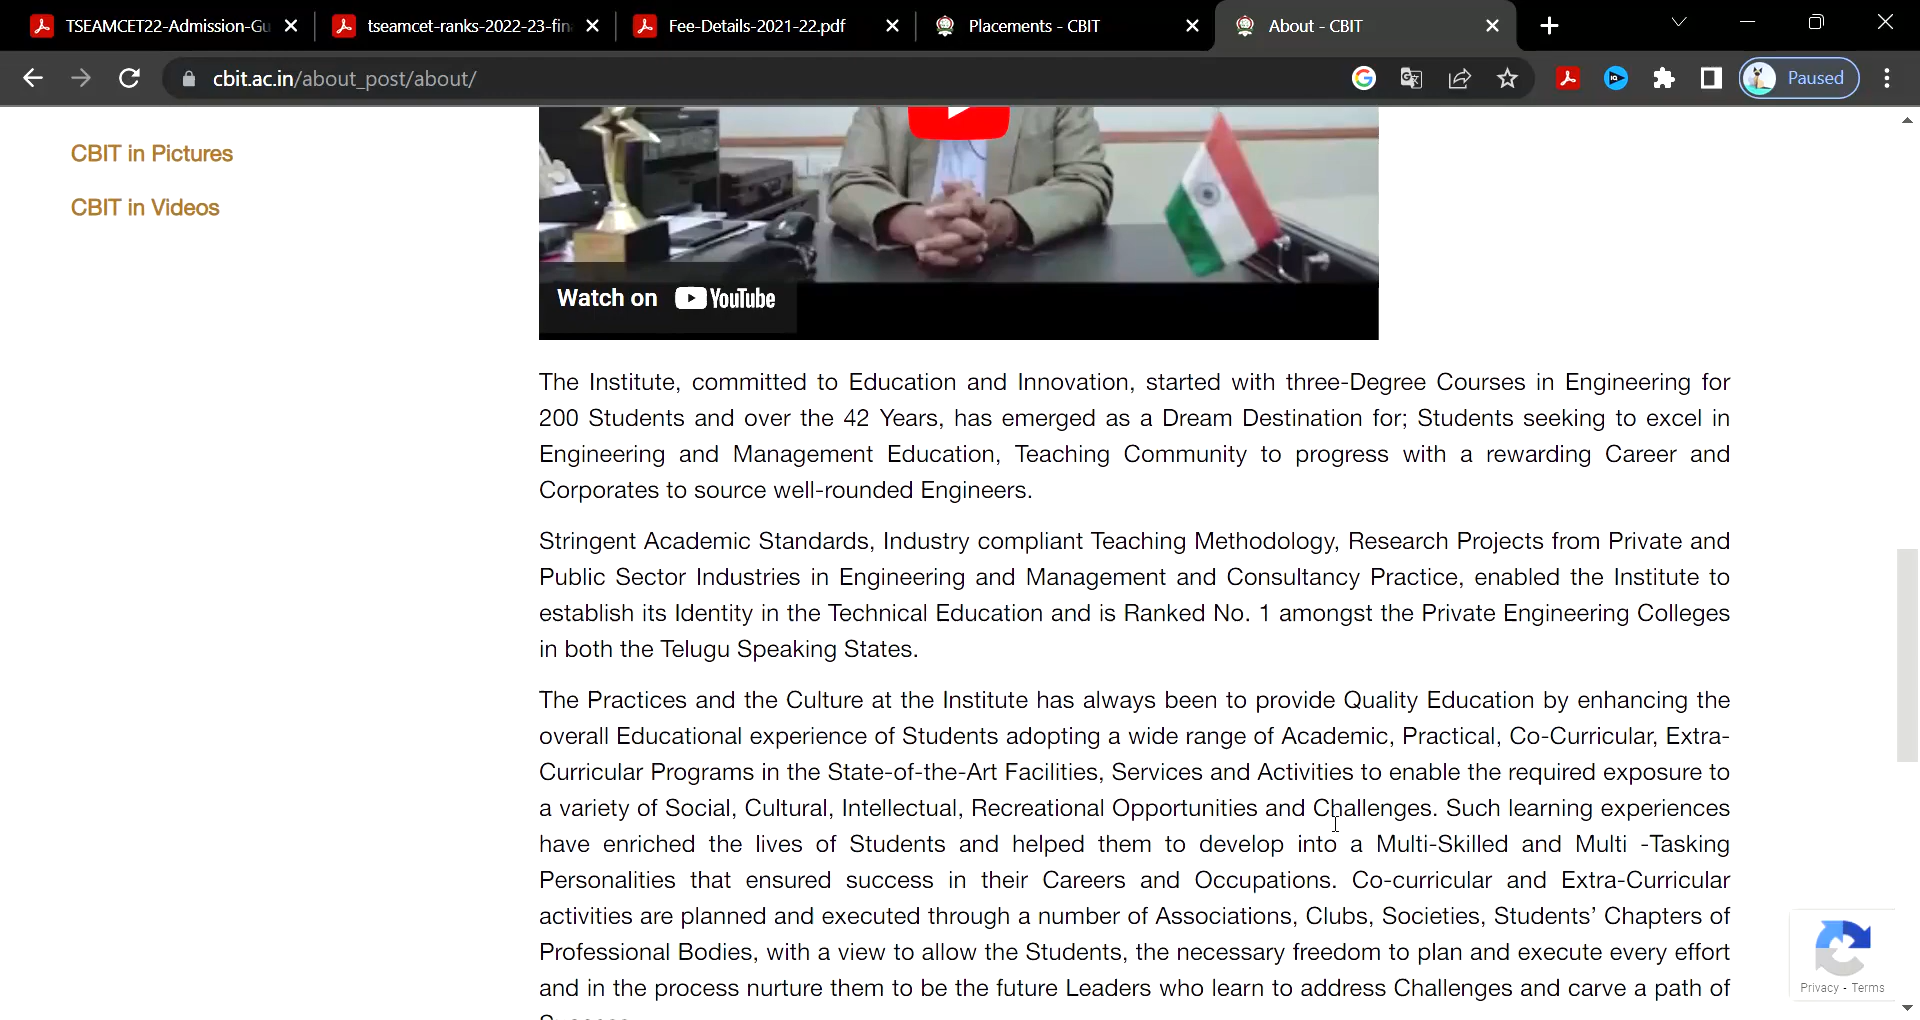 TSEAMCET22-Admission-Gu
tseamcet-ranks-2022-23-fin
Fee-Details-2021-22.pdf
Placements - CBIT
About - CBIT
cbit.ac.in/about_post/about/
Paused
CBIT in Pictures
CBIT in Videos
Watch on YouTube
The Institute, committed to Education and Innovation, started with three-Degree Courses in Engineering for
200 Students and over the 42 Years, has emerged as a Dream Destination for; Students seeking to excel in
Engineering and Management Education, Teaching Community to progress with a rewarding Career and
Corporates to source well-rounded Engineers.
Stringent Academic Standards, Industry compliant Teaching Methodology, Research Projects from Private and
Public Sector Industries in Engineering and Management and Consultancy Practice, enabled the Institute to
establish its Identity in the Technical Education and is Ranked No. 1 amongst the Private Engineering Colleges
in both the Telugu Speaking States.
The Practices and the Culture at the Institute has always been to provide Quality Education by enhancing the
overall Educational experience of Students adopting a wide range of Academic, Practical, Co-Curricular, Extra-
Curricular Programs in the State-of-the-Art Facilities, Services and Activities to enable the required exposure to
a variety of Social, Cultural, Intellectual, Recreational Opportunities and Challenges. Such learning experiences
have enriched the lives of Students and helped them to develop into a Multi-Skilled and Multi -Tasking
Personalities that ensured success in their Careers and Occupations. Co-curricular and Extra-Curricular
activities are planned and executed through a number of Associations, Clubs, Societies, Students’ Chapters of
Professional Bodies, with a view to allow the Students, the necessary freedom to plan and execute every effort
and in the process nurture them to be the future Leaders who learn to address Challenges and carve a path of
Privacy - Terms